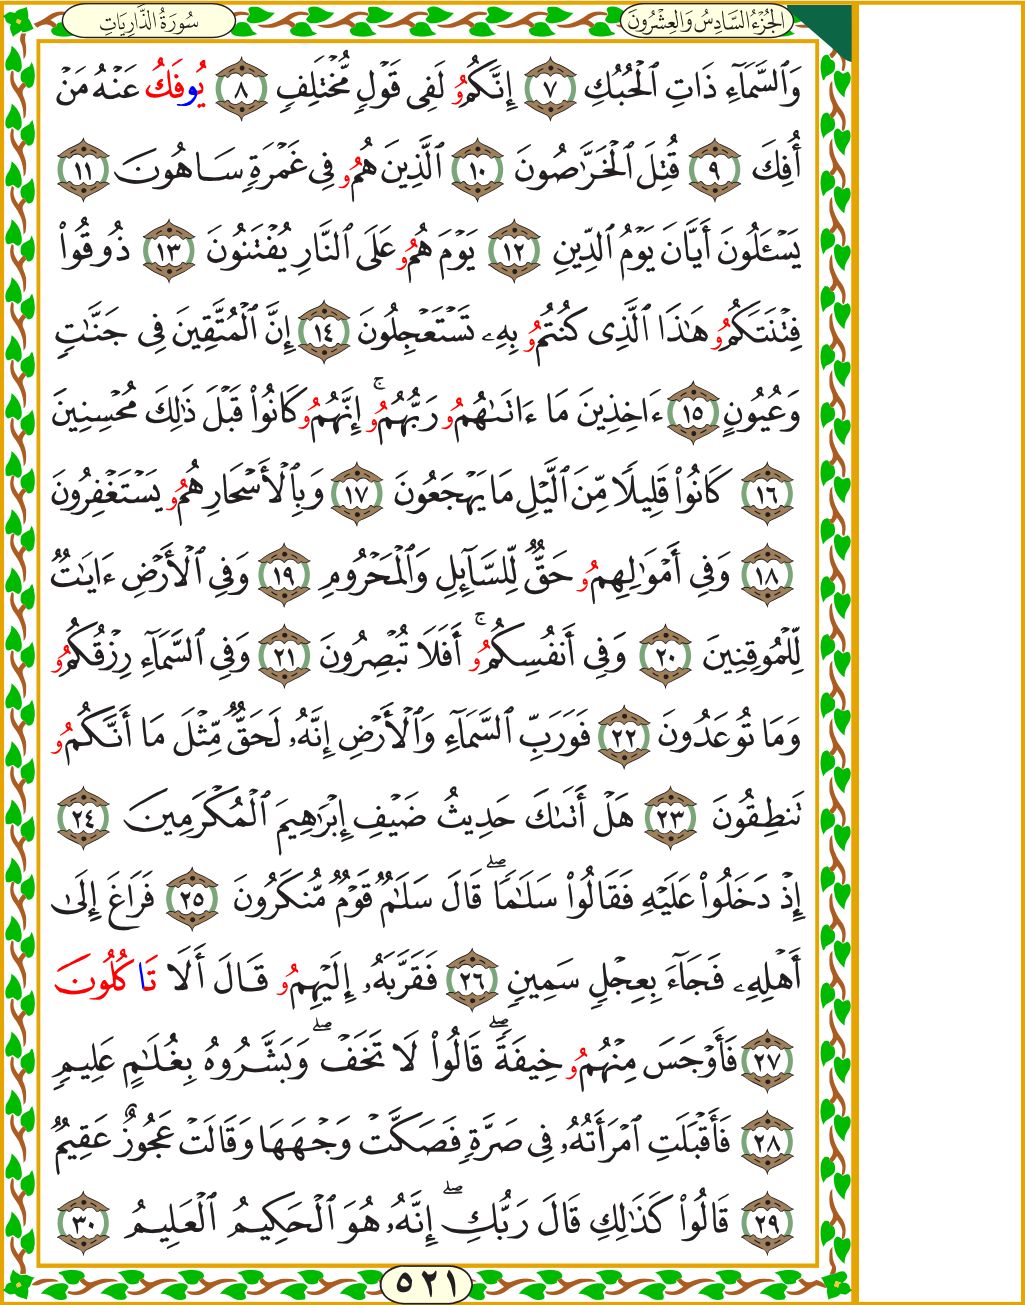 الجُزْءُ السَّادِسُ وَالعِشْرُونَ
سُورَةُ الذَّارِيَاتِ
وَٱلسَّمَآءِ ذَاتِ ٱلْحُبُكِ ٧ إِنَّكُمُو لَفِى قَوْلٍ مُّخْتَلِفٍ ٨ يُوفَكُ عَنْهُ مَنْ
أُفِكَ ٩ قُتِلَ ٱلْخَرَّٰصُونَ ١٠ ٱلَّذِينَ هُمُو فِى غَمْرَةٍ سَاهُونَ ١١
يَسْـَٔلُونَ أَيَّانَ يَوْمُ ٱلدِّينِ ١٢ يَوْمَ هُمُو عَلَى ٱلنَّارِ يُفْتَنُونَ ١٣ ذُوقُوا۟
فِتْنَتَكُمُو هَٰذَا ٱلَّذِى كُنتُمُو بِهِۦ تَسْتَعْجِلُونَ ١٤ إِنَّ ٱلْمُتَّقِينَ فِى جَنَّٰتٍ
وَعُيُونٍ ١٥ ءَاخِذِينَ مَا ءَاتَىٰهُمُو رَبُّهُمُوۚ إِنَّهُمُو كَانُوا۟ قَبْلَ ذَٰلِكَ مُحْسِنِينَ
١٦ كَانُوا۟ قَلِيلًا مِّنَ ٱلَّيْلِ مَا يَهْجَعُونَ ١٧ وَبِٱلْأَسْحَارِ هُمُو يَسْتَغْفِرُونَ
١٨ وَفِى أَمْوَٰلِهِمُو حَقٌّ لِّلسَّآئِلِ وَٱلْمَحْرُومِ ١٩ وَفِى ٱلْأَرْضِ ءَايَٰتٌ
لِّلْمُوقِنِينَ ٢٠ وَفِى أَنفُسِكُمُوۚ أَفَلَا تُبْصِرُونَ ٢١ وَفِى ٱلسَّمَآءِ رِزْقُكُمُو
وَمَا تُوعَدُونَ ٢٢ فَوَرَبِّ ٱلسَّمَآءِ وَٱلْأَرْضِ إِنَّهُۥ لَحَقٌّ مِّثْلَ مَا أَنَّكُمُو
تَنطِقُونَ ٢٣ هَلْ أَتَىٰكَ حَدِيثُ ضَيْفِ إِبْرَٰهِيمَ ٱلْمُكْرَمِينَ ٢٤
إِذْ دَخَلُوا۟ عَلَيْهِ فَقَالُوا۟ سَلَٰمًاۖ قَالَ سَلَٰمٌ قَوْمٌ مُّنكَرُونَ ٢٥ فَرَاغَ إِلَىٰ
أَهْلِهِۦ فَجَآءَ بِعِجْلٍ سَمِينٍ ٢٦ فَقَرَّبَهُۥ إِلَيْهِمُو قَالَ أَلَا تَاكُلُونَ
٢٧ فَأَوْجَسَ مِنْهُمُو خِيفَةًۖ قَالُوا۟ لَا تَخَفْۖ وَبَشَّرُوهُ بِغُلَٰمٍ عَلِيمٍ
٢٨ فَأَقْبَلَتِ ٱمْرَأَتُهُۥ فِى صَرَّةٍ فَصَكَّتْ وَجْهَهَا وَقَالَتْ عَجُوزٌ عَقِيمٌ
٢٩ قَالُوا۟ كَذَٰلِكِ قَالَ رَبُّكِۖ إِنَّهُۥ هُوَ ٱلْحَكِيمُ ٱلْعَلِيمُ ٣٠
٥٢١